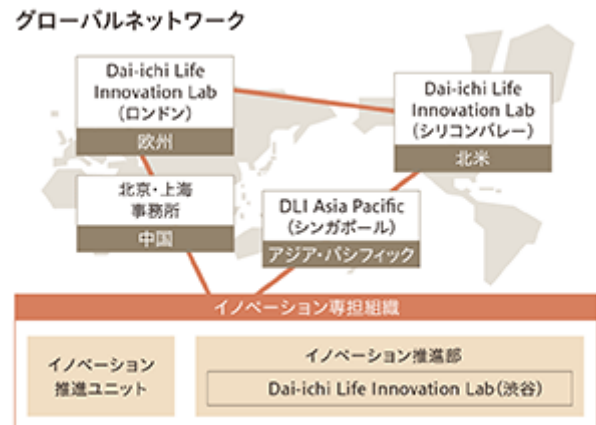 グローバルネットワーク
Dai-ichi Life
Innovation Lab
(ロンドン)
欧州
Dai-ichi Life
Innovation Lab
(シリコンバレー)
北米
北京・上海
事務所
中国
DLI Asia Pacific
(シンガポール)
アジア・パシフィック
イノベーション専担組織
イノベーション
推進ユニット
イノベーション推進部
Dai-ichi Life Innovation Lab(渋谷)